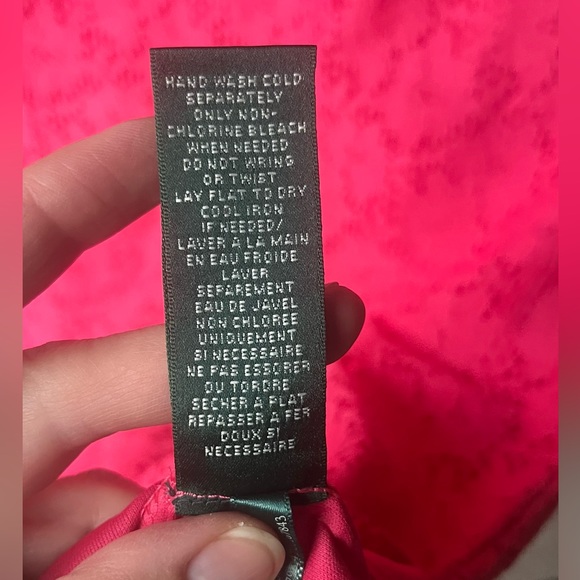 HAND WASH COLD
SEPARATELY
ONLY NON-
CHLORINE BLEACH
WHEN NEEDED
DO NOT WRING
OR TWIST
LAY FLAT TO DRY
COOL IRON
IF NEEDED/
LAVER A LA MAIN
EN EAU FROIDE
LAVER
SEPAREMENT
EAU DE JAVEL
NON CHLOREE
UNIQUEMENT
SI NECESSAIRE
NE PAS ESSORER
OU TORDRE
SECHER A PLAT
REPASSER A FER
DOUX SI
NECESSAIRE